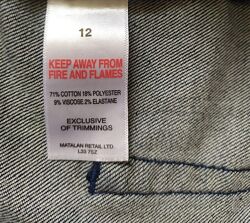 12
KEEP AWAY FROM
FIRE AND FLAMES
71% COTTON 18% POLYESTER
9% VISCOSE 2% ELASTANE
EXCLUSIVE
OF TRIMMINGS
MATALAN RETAIL LTD.
L33 7SZ